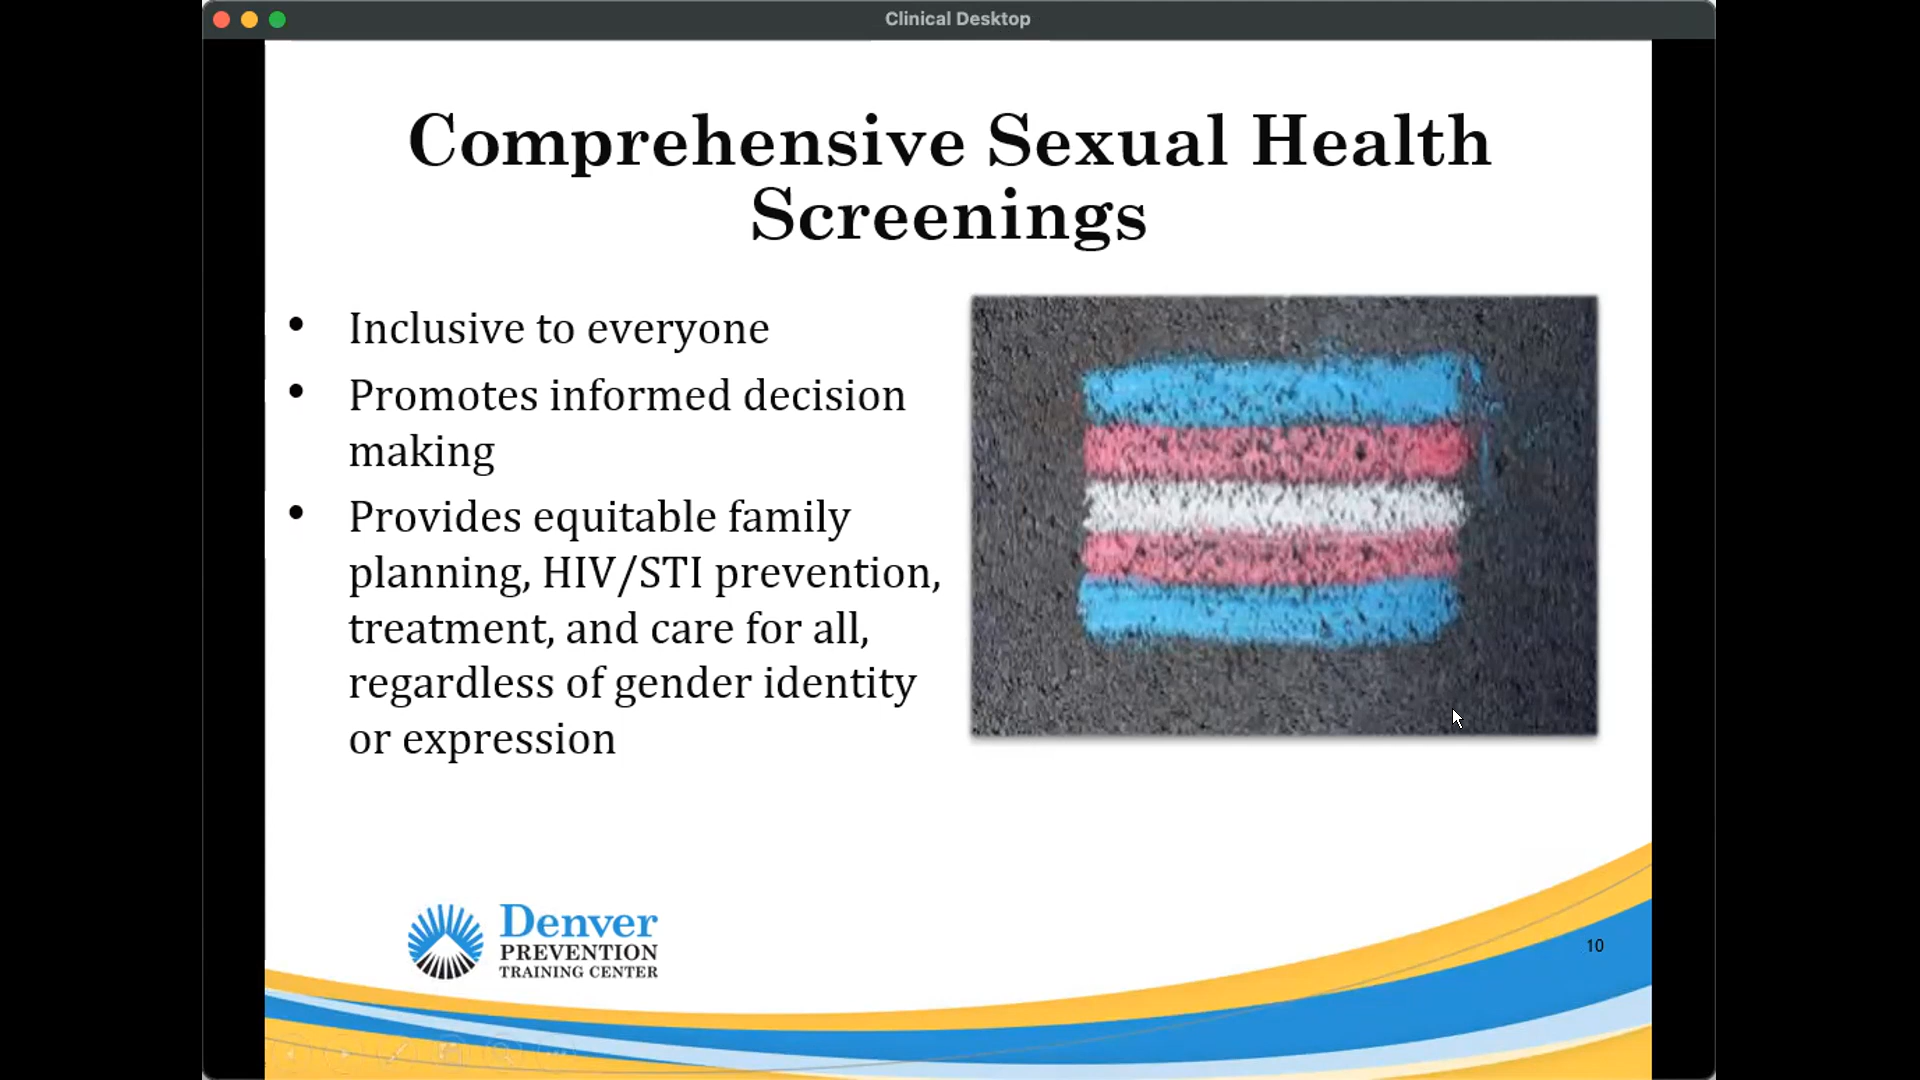 Clinical Desktop
Comprehensive Sexual Health
Screenings
• Inclusive to everyone
• Promotes informed decision
making
• Provides equitable family
planning, HIV/STI prevention,
treatment, and care for all,
regardless of gender identity
or expression
Denver
PREVENTION
TRAINING CENTER
10